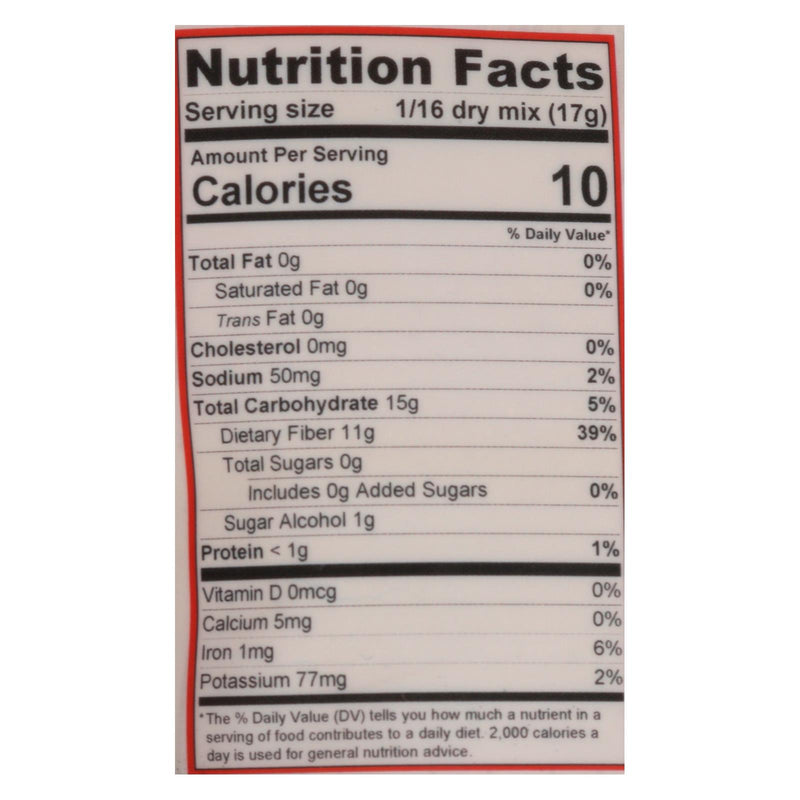 Nutrition Facts
Serving size 1/16 dry mix (17g)
Amount Per Serving
Calories 10
% Daily Value*
Total Fat 0g 0%
Saturated Fat 0g 0%
Trans Fat 0g
Cholesterol 0mg 0%
Sodium 50mg 2%
Total Carbohydrate 15g 5%
Dietary Fiber 11g 39%
Total Sugars 0g
Includes 0g Added Sugars 0%
Sugar Alcohol 1g
Protein < 1g 1%
Vitamin D 0mcg 0%
Calcium 5mg 0%
Iron 1mg 6%
Potassium 77mg 2%
*The % Daily Value (DV) tells you how much a nutrient in a
serving of food contributes to a daily diet. 2,000 calories a
day is used for general nutrition advice.